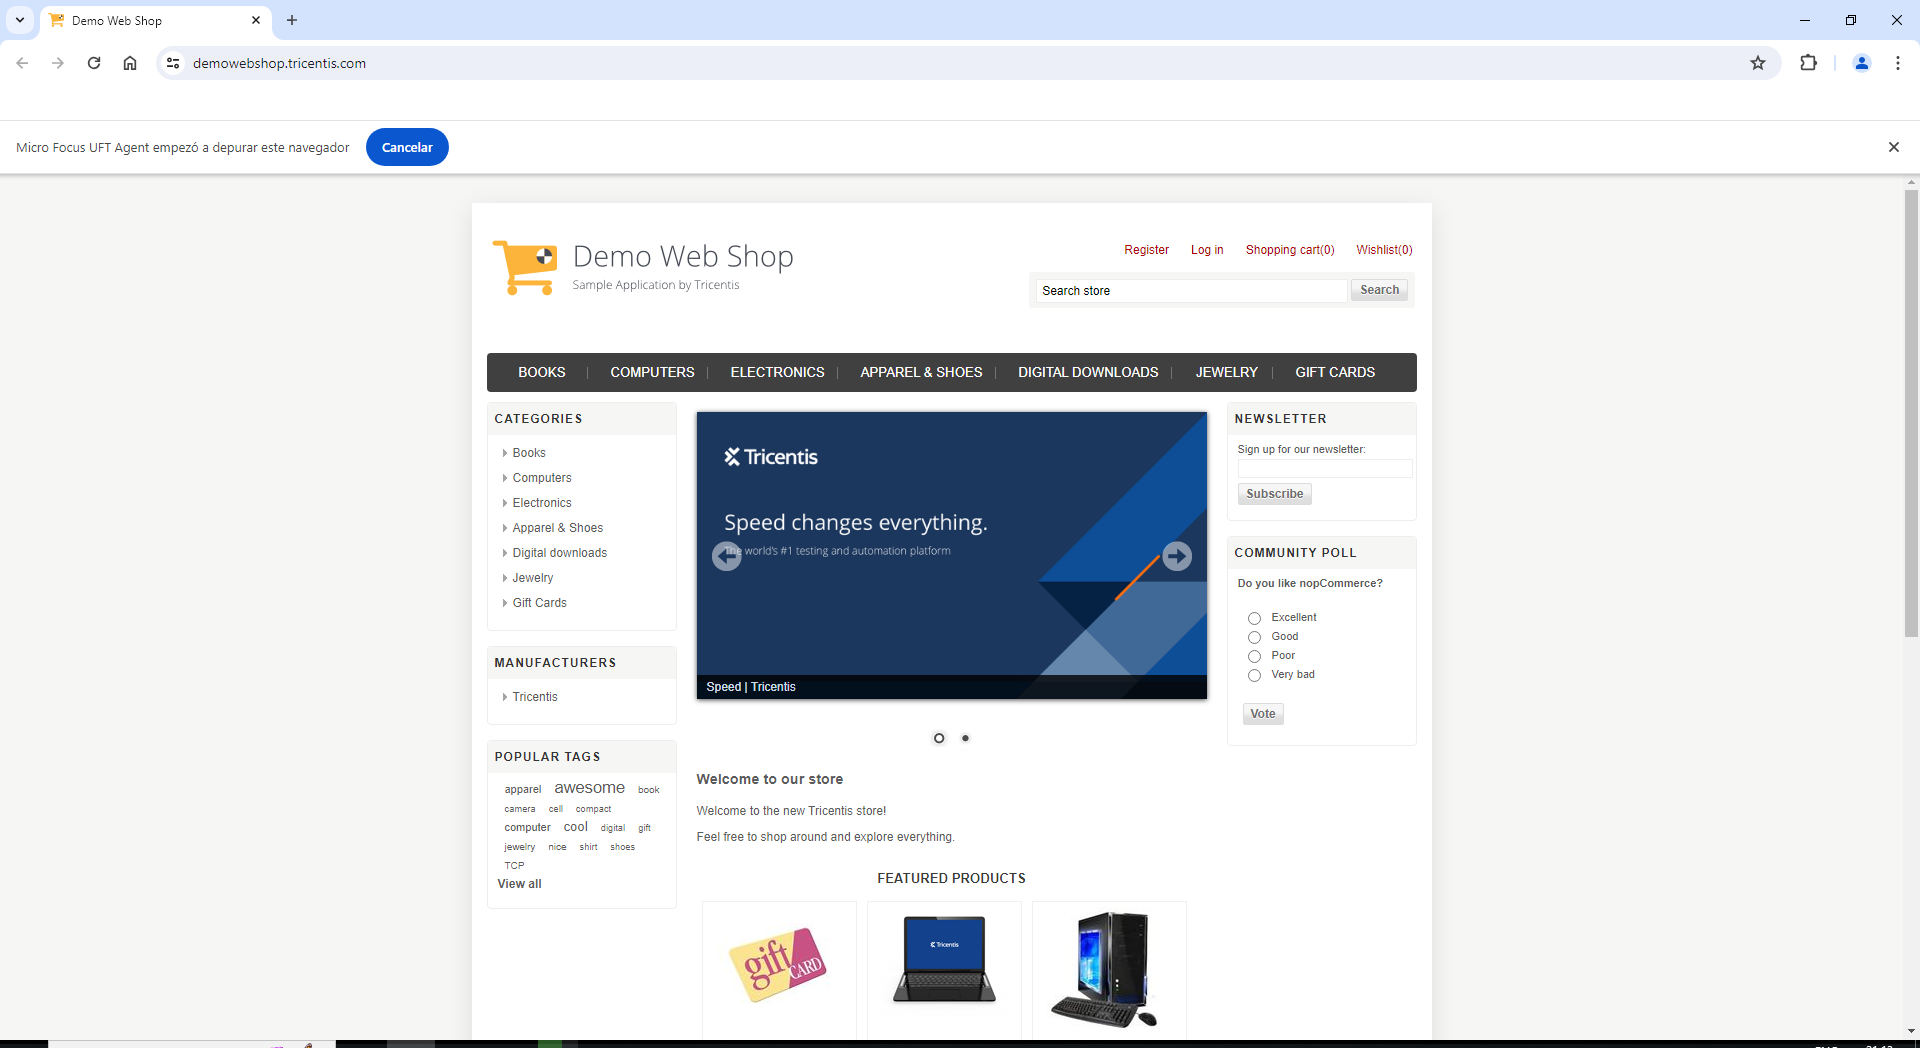 Demo Web Shop
demowebshop.tricentis.com
Micro Focus UFT Agent empezó a depurar este navegador
Cancelar
Demo Web Shop
Sample Application by Tricentis
Register
Log in
Shopping cart(0)
Wishlist(0)
Search store
Search
BOOKS
COMPUTERS
ELECTRONICS
APPAREL & SHOES
DIGITAL DOWNLOADS
JEWELRY
GIFT CARDS
CATEGORIES
Books
Computers
Electronics
Apparel & Shoes
Digital downloads
Jewelry
Gift Cards
MANUFACTURERS
Tricentis
POPULAR TAGS
apparel awesome book
camera cell compact
computer cool digital gift
jewelry nice shirt shoes
TCP
View all
Tricentis
Speed changes everything.
The world's #1 testing and automation platform
Speed | Tricentis
Welcome to our store
Welcome to the new Tricentis store!
Feel free to shop around and explore everything.
FEATURED PRODUCTS
gift
CARD
Tricentis
NEWSLETTER
Sign up for our newsletter:
Subscribe
COMMUNITY POLL
Do you like nopCommerce?
Excellent
Good
Poor
Very bad
Vote